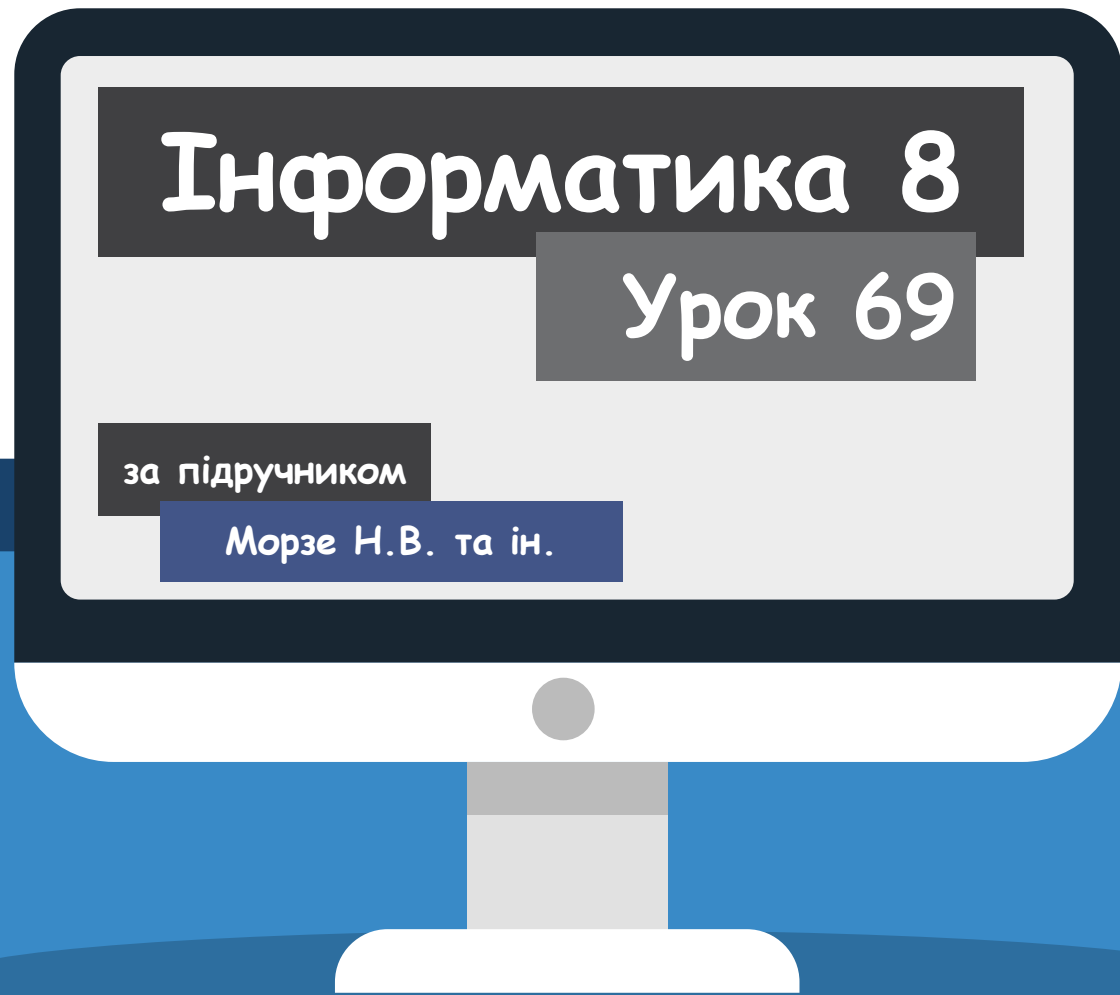 Інформатика 8
Урок 69
за підручником
Морзе Н.В. та ін.